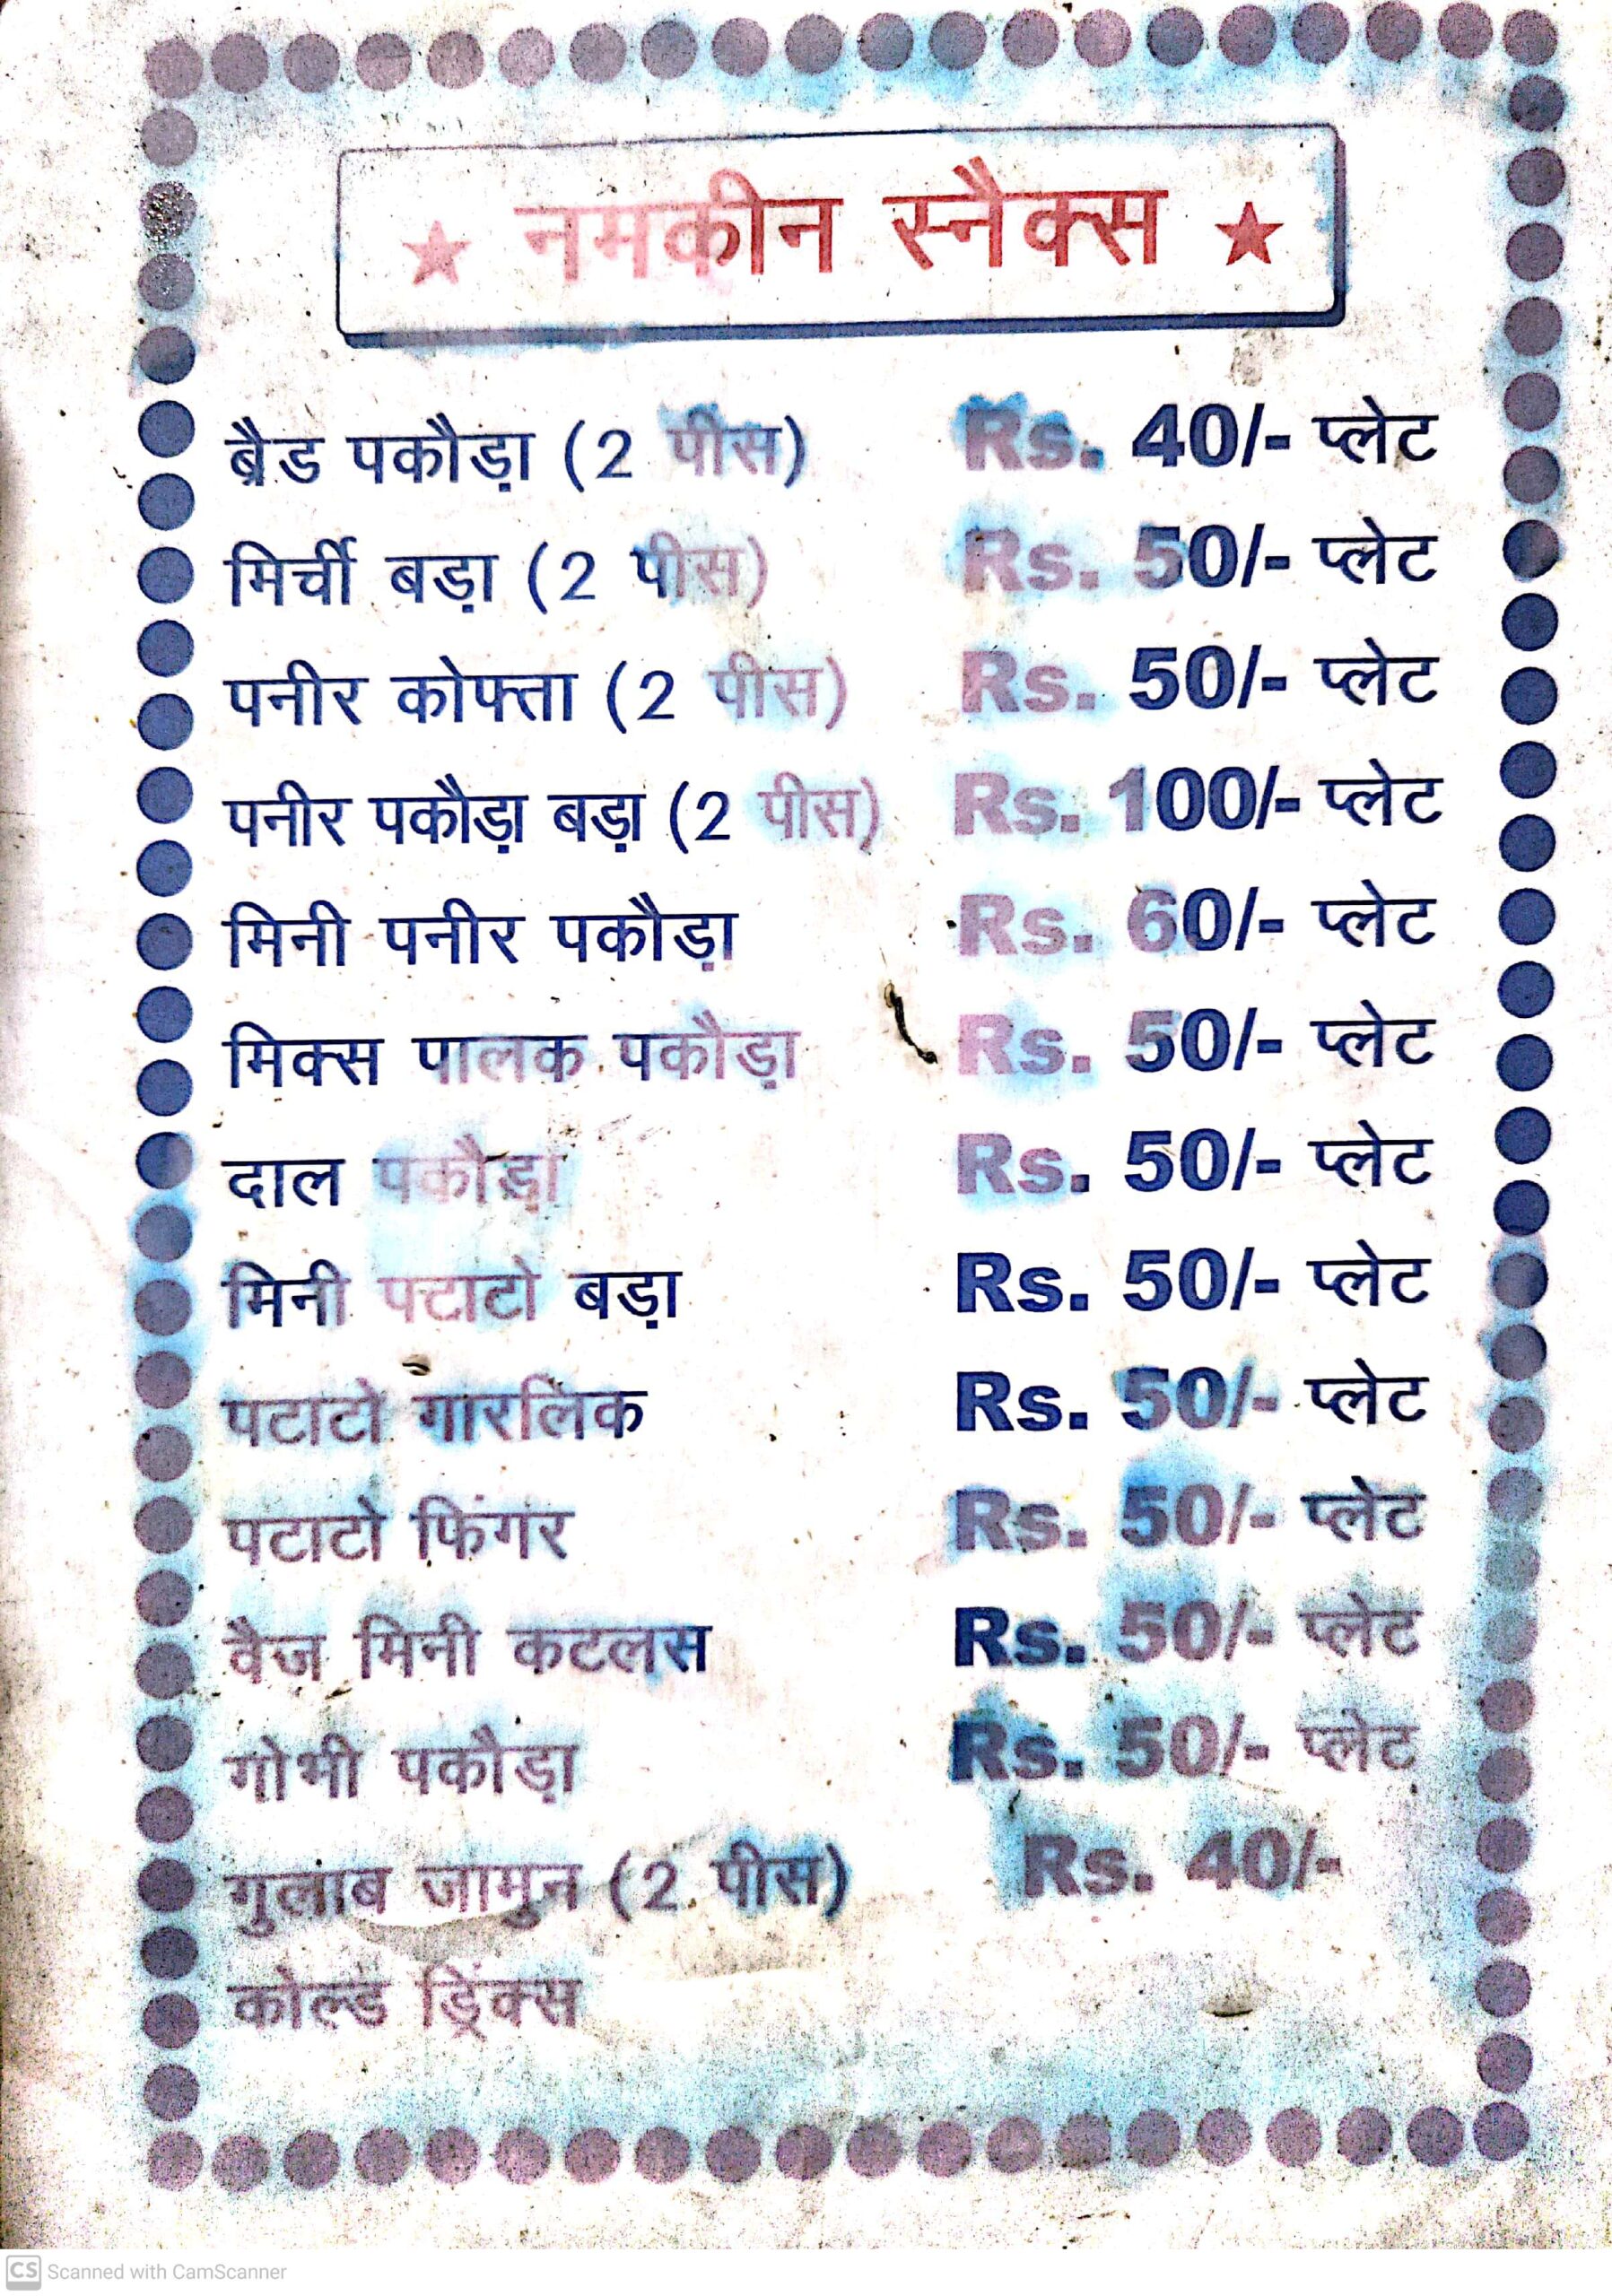 ★ नमकीन स्नैक्स ★
ब्रैड पकौड़ा (2 पीस) Rs. 40/- प्लेट
मिर्ची बड़ा (2 पीस) Rs. 50/- प्लेट
पनीर कोफ्ता (2 पीस) Rs. 50/- प्लेट
पनीर पकौड़ा बड़ा (2 पीस) Rs. 100/- प्लेट
मिनी पनीर पकौड़ा Rs. 60/- प्लेट
मिक्स पालक पकौड़ा Rs. 50/- प्लेट
दाल पकौड़ा Rs. 50/- प्लेट
मिनी पटाटो बड़ा Rs. 50/- प्लेट
पटाटो गारलिक Rs. 50/- प्लेट
पटाटो फिंगर Rs. 50/- प्लेट
वैज मिनी कटलस Rs. 50/- प्लेट
गोभी पकौड़ा Rs. 50/- प्लेट
गुलाब जामुन (2 पीस) Rs. 40/-
कोल्ड ड्रिंक्स
CS Scanned with CamScanner